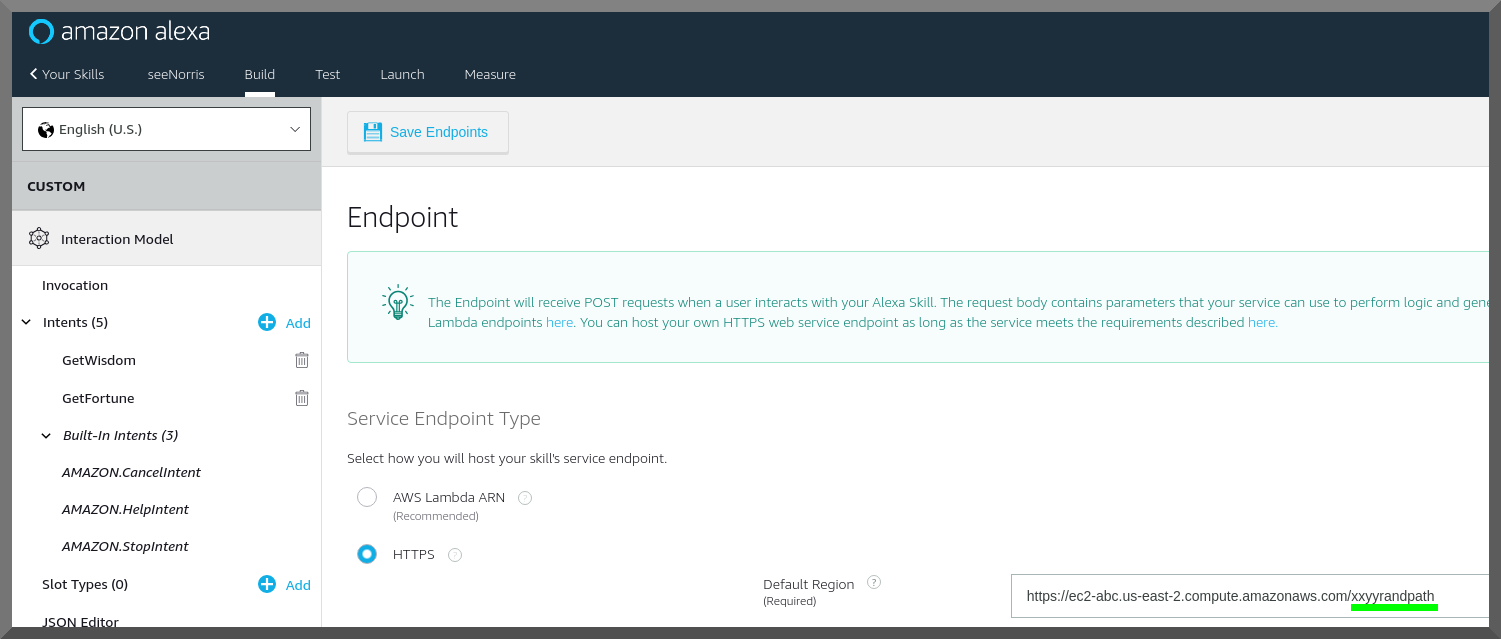 amazon alexa
Your Skills seeNorris Build Test Launch Measure
English (U.S.)
Save Endpoints
CUSTOM
Interaction Model
Invocation
Intents (5) Add
GetWisdom
GetFortune
Built-In Intents (3)
AMAZON.CancelIntent
AMAZON.HelpIntent
AMAZON.StopIntent
Slot Types (0) Add
JSON Editor
Endpoint
The Endpoint will receive POST requests when a user interacts with your Alexa Skill. The request body contains parameters that your service can use to perform logic and gene
Lambda endpoints here. You can host your own HTTPS web service endpoint as long as the service meets the requirements described here.
Service Endpoint Type
Select how you will host your skill's service endpoint.
AWS Lambda ARN ?
(Recommended)
HTTPS ?
Default Region ?
(Required)
https://ec2-abc.us-east-2.compute.amazonaws.com/xxyyrandpath